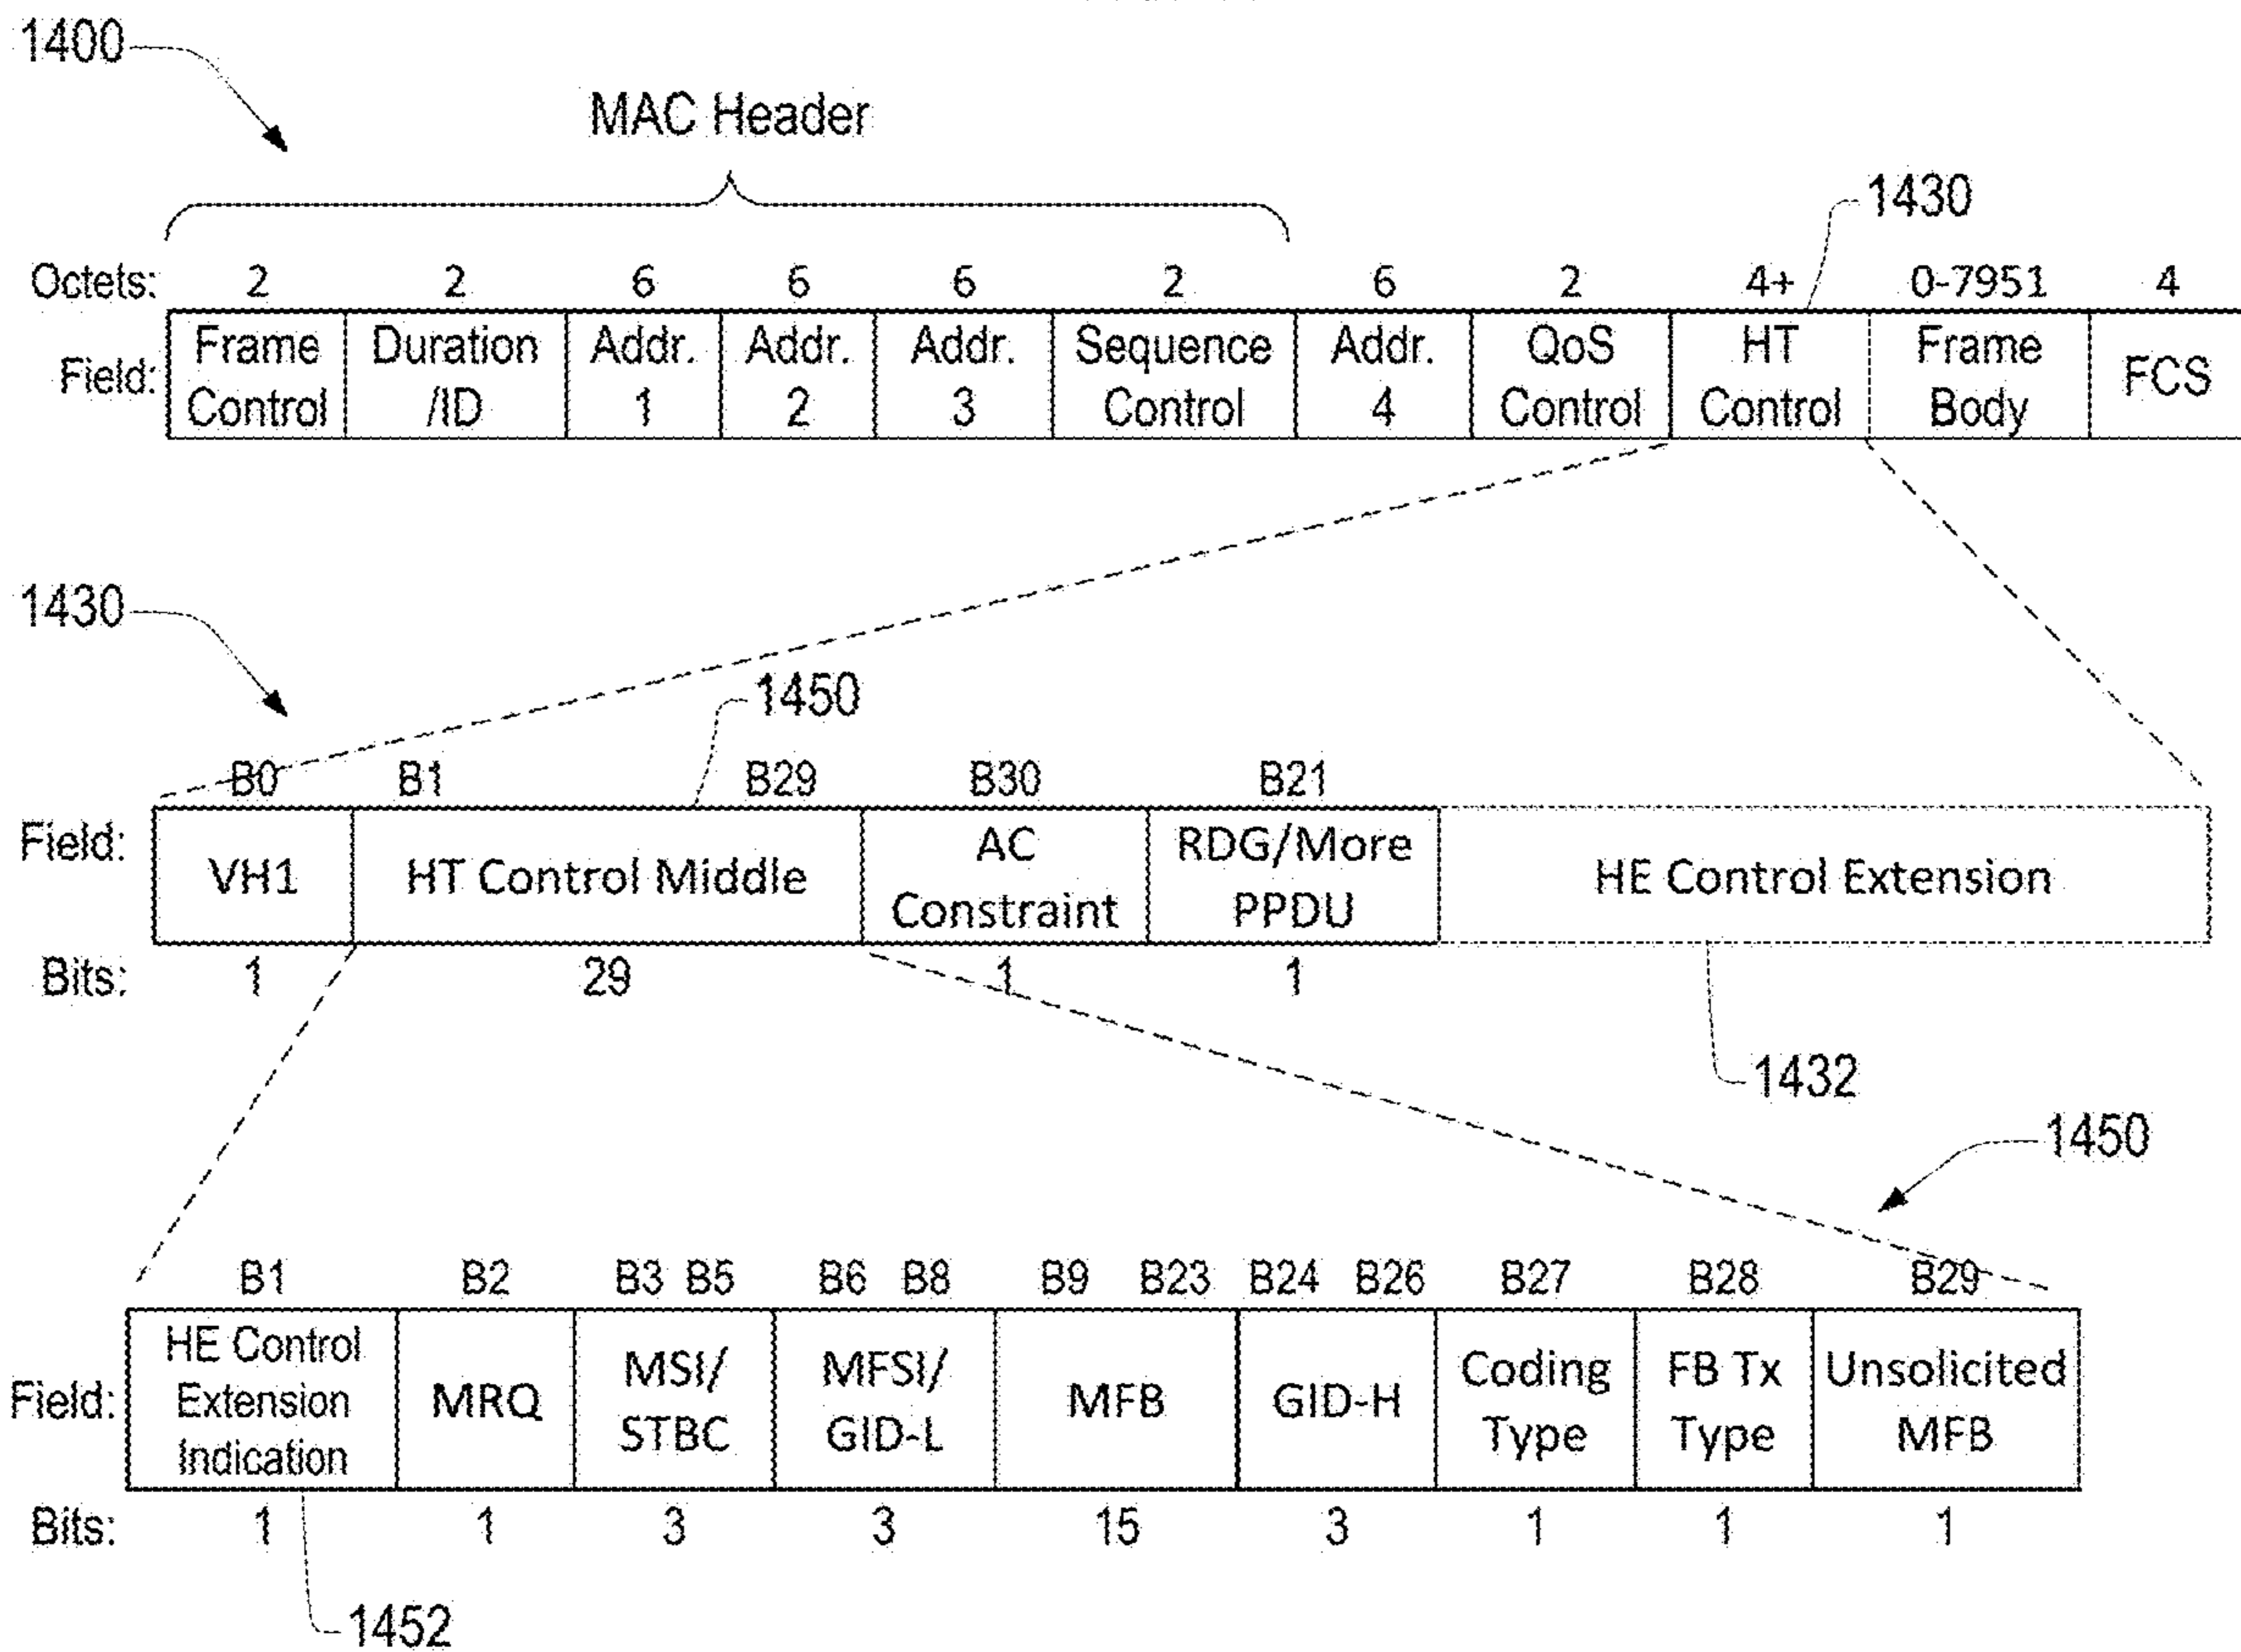 1400
MAC Header
1430
Octets: 2 2 6 6 6 2 6 2 4+ 0-7951 4
Field: Frame Control Duration /ID Addr. 1 Addr. 2 Addr. 3 Sequence Control Addr. 4 QoS Control HT Control Frame Body FCS
1430
1450
B0 B1 B29 B30 B21
Field: VH1 HT Control Middle AC Constraint RDG/More PPDU HE Control Extension
Bits: 1 29 1 1
1432
1450
B1 B2 B3 B5 B6 B8 B9 B23 B24 B26 B27 B28 B29
Field: HE Control Extension Indication MRQ MSI/ STBC MFSI/ GID-L MFB GID-H Coding Type FB Tx Type Unsolicited MFB
Bits: 1 1 3 3 15 3 1 1 1
1452